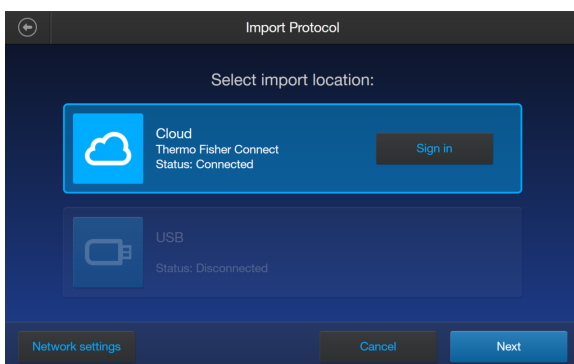 Import Protocol
Select import location:
Cloud
Thermo Fisher Connect
Status: Connected
Sign in
USB
Status: Disconnected
Network settings
Cancel
Next